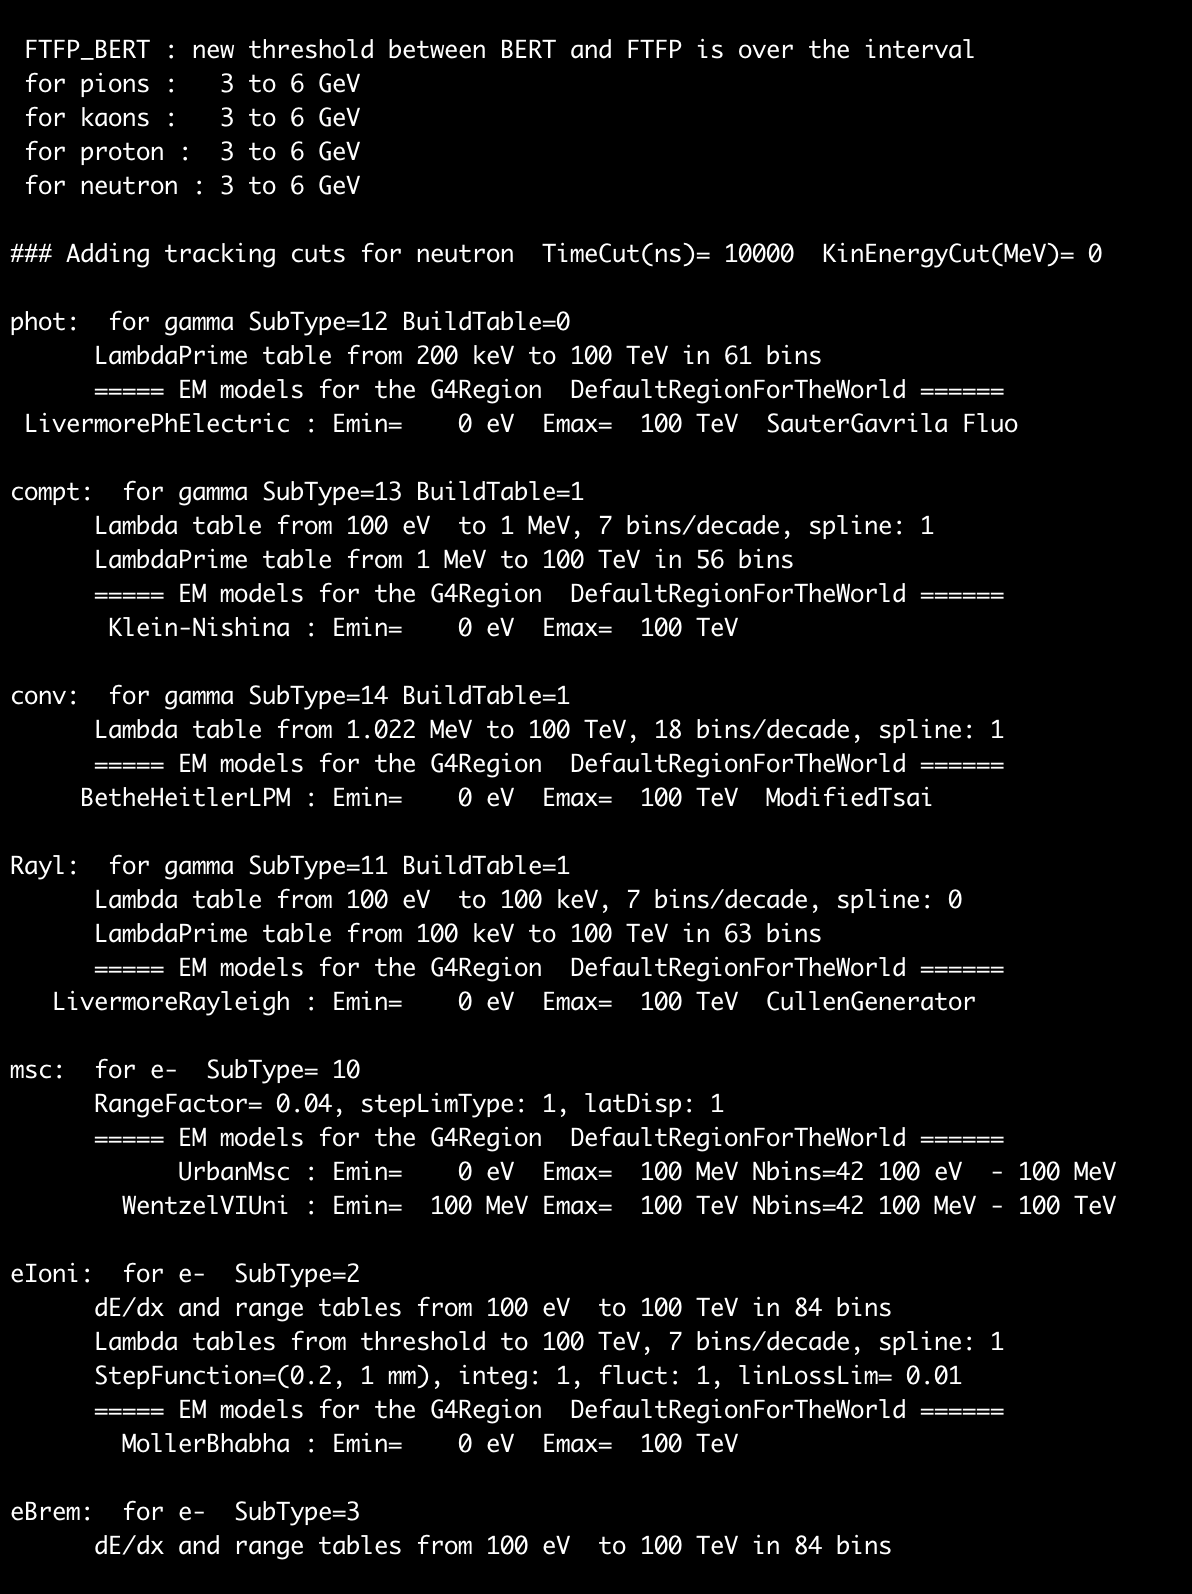 FTFP_BERT : new threshold between BERT and FTFP is over the interval
for pions :   3 to 6 GeV
for kaons :   3 to 6 GeV
for proton :  3 to 6 GeV
for neutron : 3 to 6 GeV
### Adding tracking cuts for neutron  TimeCut(ns)= 10000  KinEnergyCut(MeV)= 0
phot:  for gamma SubType=12 BuildTable=0
LambdaPrime table from 200 keV to 100 TeV in 61 bins
===== EM models for the G4Region  DefaultRegionForTheWorld ======
LivermorePhElectric : Emin=    0 eV  Emax=  100 TeV  SauterGavrila Fluo
compt:  for gamma SubType=13 BuildTable=1
Lambda table from 100 eV  to 1 MeV, 7 bins/decade, spline: 1
LambdaPrime table from 1 MeV to 100 TeV in 56 bins
===== EM models for the G4Region  DefaultRegionForTheWorld ======
Klein-Nishina : Emin=    0 eV  Emax=  100 TeV
conv:  for gamma SubType=14 BuildTable=1
Lambda table from 1.022 MeV to 100 TeV, 18 bins/decade, spline: 1
===== EM models for the G4Region  DefaultRegionForTheWorld ======
BetheHeitlerLPM : Emin=    0 eV  Emax=  100 TeV  ModifiedTsai
Rayl:  for gamma SubType=11 BuildTable=1
Lambda table from 100 eV  to 100 keV, 7 bins/decade, spline: 0
LambdaPrime table from 100 keV to 100 TeV in 63 bins
===== EM models for the G4Region  DefaultRegionForTheWorld ======
LivermoreRayleigh : Emin=    0 eV  Emax=  100 TeV  CullenGenerator
msc:  for e-  SubType= 10
RangeFactor= 0.04, stepLimType: 1, latDisp: 1
===== EM models for the G4Region  DefaultRegionForTheWorld ======
UrbanMsc : Emin=    0 eV  Emax=  100 MeV Nbins=42 100 eV  - 100 MeV
WentzelVIUni : Emin=  100 MeV Emax=  100 TeV Nbins=42 100 MeV - 100 TeV
eIoni:  for e-  SubType=2
dE/dx and range tables from 100 eV  to 100 TeV in 84 bins
Lambda tables from threshold to 100 TeV, 7 bins/decade, spline: 1
StepFunction=(0.2, 1 mm), integ: 1, fluct: 1, linLossLim= 0.01
===== EM models for the G4Region  DefaultRegionForTheWorld ======
MollerBhabha : Emin=    0 eV  Emax=  100 TeV
eBrem:  for e-  SubType=3
dE/dx and range tables from 100 eV  to 100 TeV in 84 bins